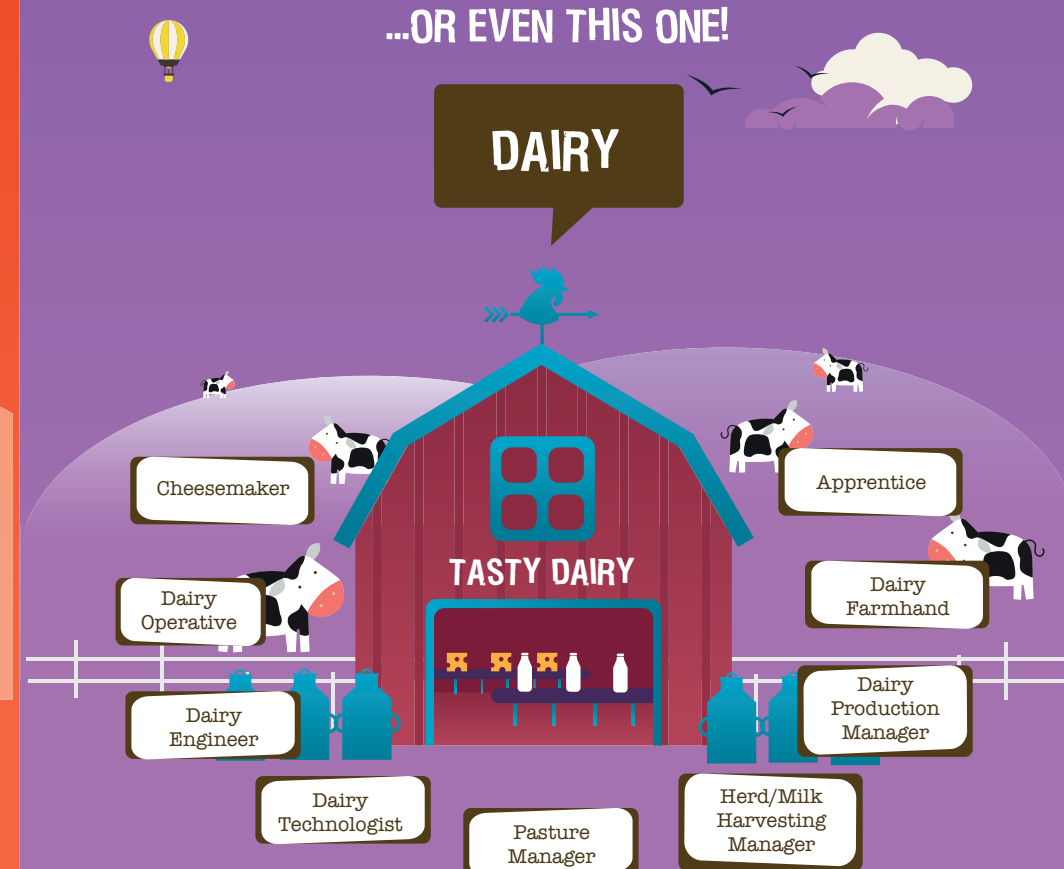 ...OR EVEN THIS ONE!
DAIRY
TASTY DAIRY
Cheesemaker
Apprentice
Dairy
Operative
Dairy
Farmhand
Dairy
Engineer
Dairy
Production
Manager
Dairy
Technologist
Pasture
Manager
Herd/Milk
Harvesting
Manager